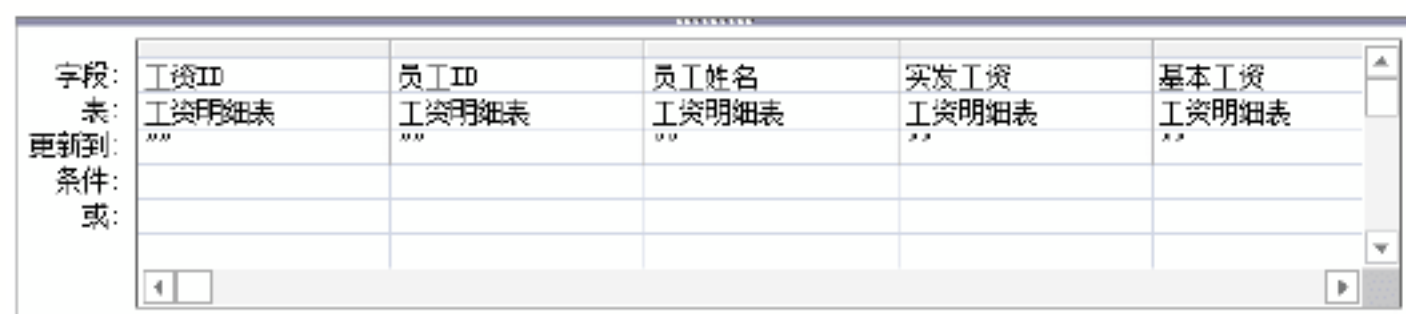 字段: 工资ID 员工ID 员工姓名 实发工资 基本工资
表: 工资明细表 工资明细表 工资明细表 工资明细表 工资明细表
更新到: "" "" "" "" ""
条件:
或: